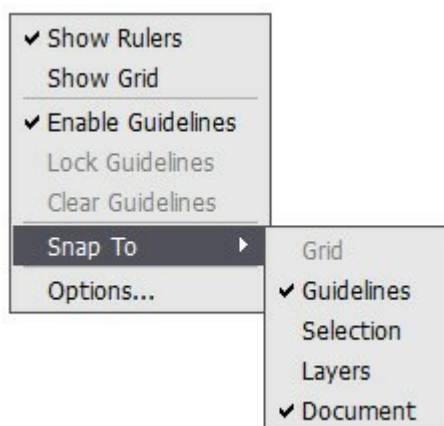 Show Rulers
Show Grid
Enable Guidelines
Lock Guidelines
Clear Guidelines
Snap To
Options...
Grid
Guidelines
Selection
Layers
Document